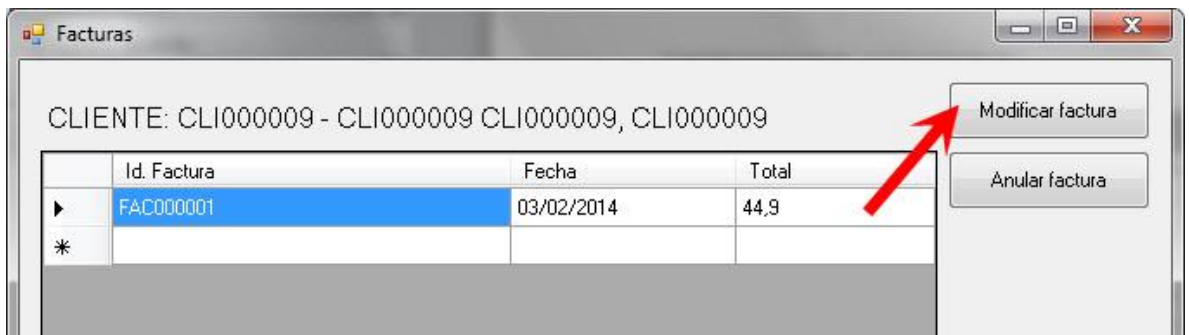 Facturas
CLIENTE: CLI000009 - CLI000009 CLI000009, CLI000009
Modificar factura
Anular factura
Id. Factura Fecha Total
FAC000001 03/02/2014 44,9